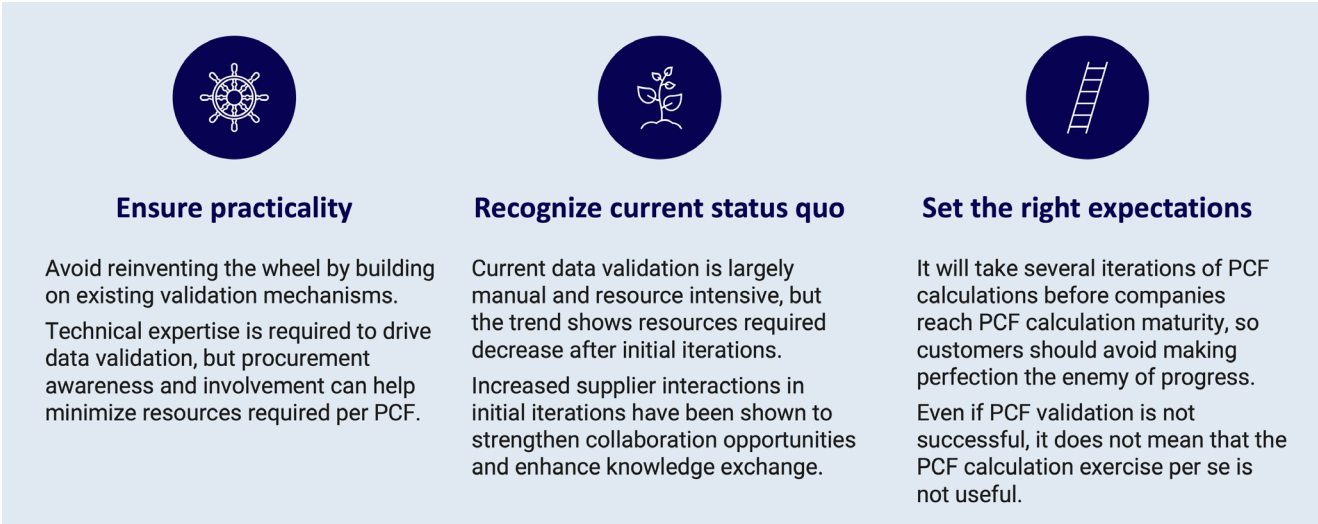 Ensure practicality
Avoid reinventing the wheel by building
on existing validation mechanisms.
Technical expertise is required to drive
data validation, but procurement
awareness and involvement can help
minimize resources required per PCF.
Recognize current status quo
Current data validation is largely
manual and resource intensive, but
the trend shows resources required
decrease after initial iterations.
Increased supplier interactions in
initial iterations have been shown to
strengthen collaboration opportunities
and enhance knowledge exchange.
Set the right expectations
It will take several iterations of PCF
calculations before companies
reach PCF calculation maturity, so
customers should avoid making
perfection the enemy of progress.
Even if PCF validation is not
successful, it does not mean that the
PCF calculation exercise per se is
not useful.